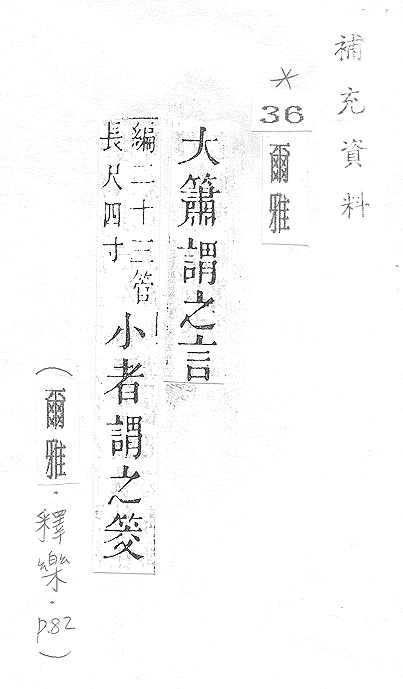 補充資料
*
36
爾雅
大簫謂之言
編二十三管
長尺四寸
小者謂之筊
(爾雅·釋樂·p.82)